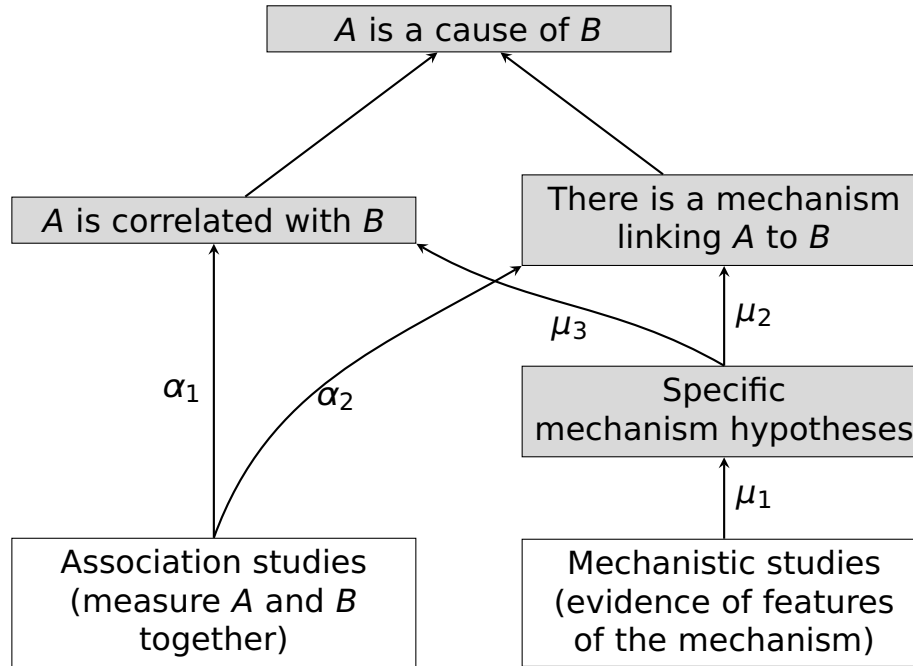 A is a cause of B
A is correlated with B
There is a mechanism
linking A to B
μ₃
μ₂
α₁
α₂
Specific
mechanism hypotheses
μ₁
Association studies
(measure A and B
together)
Mechanistic studies
(evidence of features
of the mechanism)